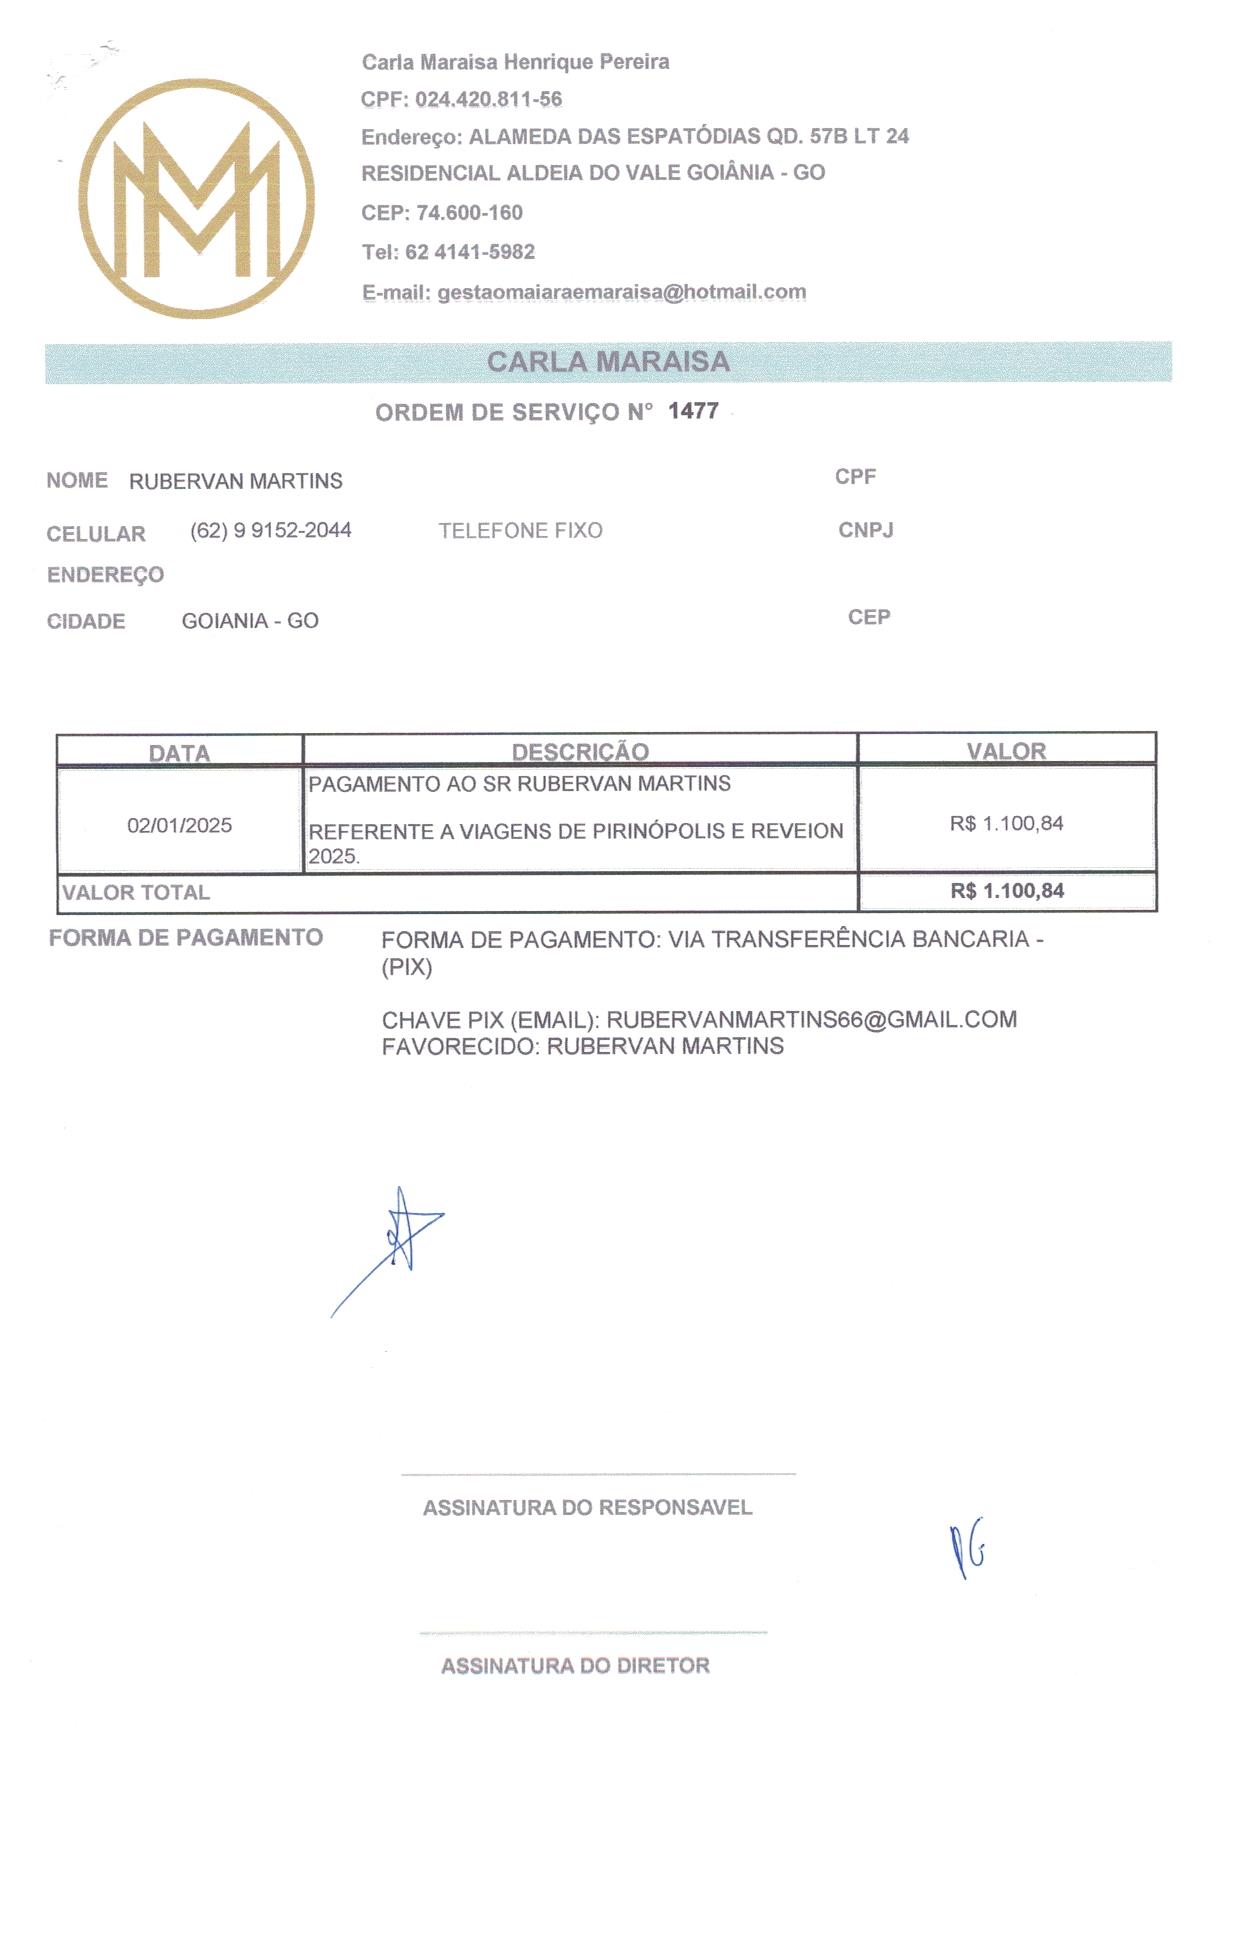 Carla Maraisa Henrique Pereira
CPF: 024.420.811-56
Endereço: ALAMEDA DAS ESPATÓDIAS QD. 57B LT 24
RESIDENCIAL ALDEIA DO VALE GOIÂNIA - GO
CEP: 74.600-160
Tel: 62 4141-5982
E-mail: gestaomaiaraemaraisa@hotmail.com
CARLA MARAISA
ORDEM DE SERVIÇO N° 1477
NOME RUBERVAN MARTINS CPF
CELULAR (62) 9 9152-2044 TELEFONE FIXO CNPJ
ENDEREÇO
CIDADE GOIANIA - GO CEP
DATA DESCRIÇÃO VALOR
PAGAMENTO AO SR RUBERVAN MARTINS
02/01/2025 REFERENTE A VIAGENS DE PIRINÓPOLIS E REVEION R$ 1.100,84
2025.
VALOR TOTAL R$ 1.100,84
FORMA DE PAGAMENTO FORMA DE PAGAMENTO: VIA TRANSFERÊNCIA BANCARIA -
(PIX)
CHAVE PIX (EMAIL): RUBERVANMARTINS66@GMAIL.COM
FAVORECIDO: RUBERVAN MARTINS
ASSINATURA DO RESPONSAVEL
PG
ASSINATURA DO DIRETOR